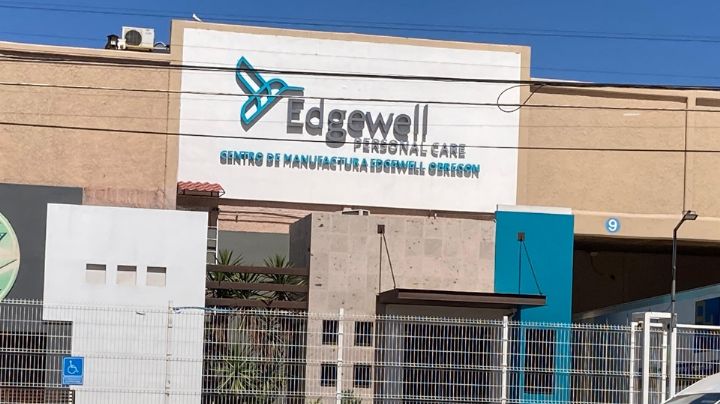 Edgewell
PERSONAL CARE
CENTRO DE MANUFACTURA EDGEWELL OBREGON
9